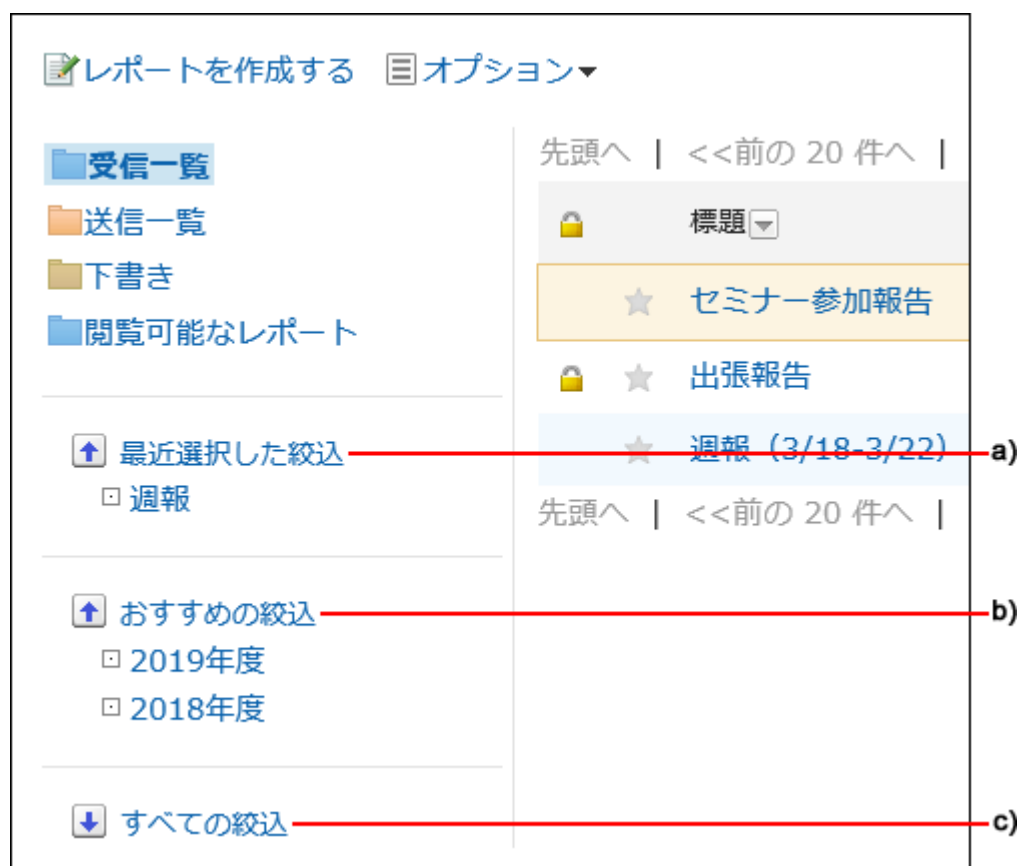 レポートを作成する オプション
受信一覧
送信一覧
下書き
閲覧可能なレポート
最近選択した絞込
週報
おすすめの絞込
2019年度
2018年度
すべての絞込
先頭へ | <<前の 20 件へ |
標題
セミナー参加報告
出張報告
週報（3/18-3/22）
先頭へ | <<前の 20 件へ |
a)
b)
c)